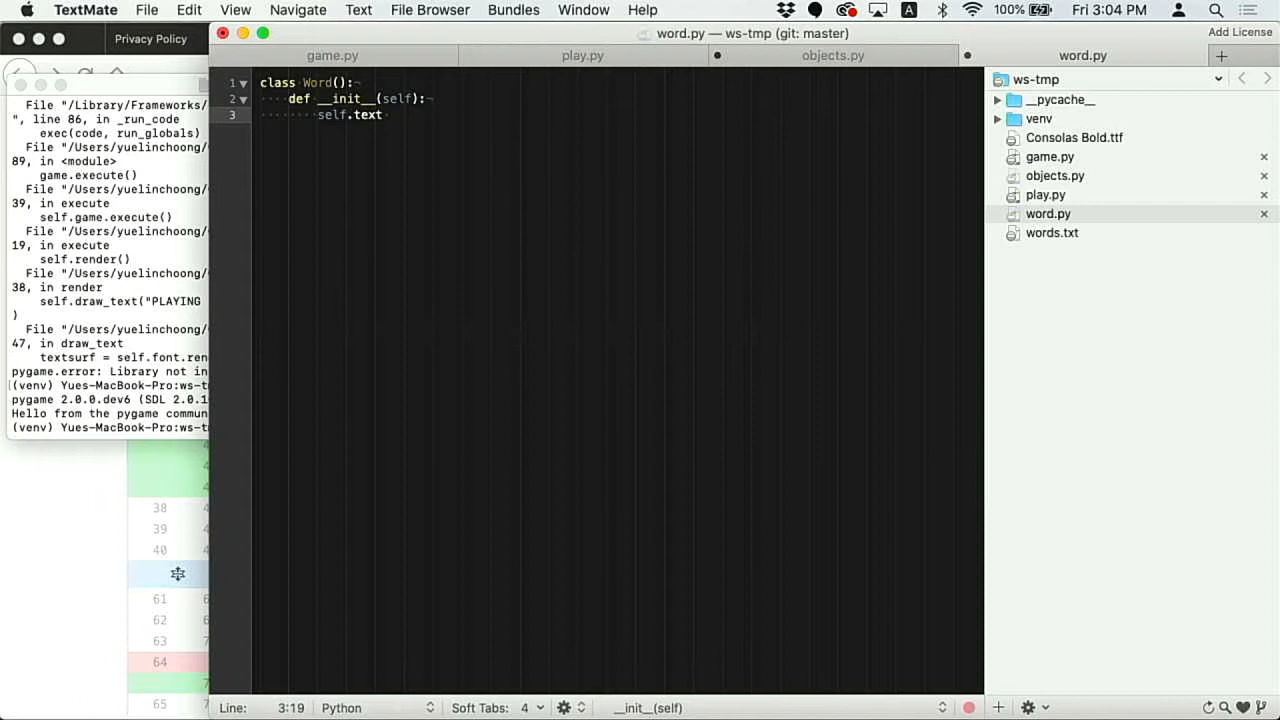 TextMate File Edit View Navigate Text File Browser Bundles Window Help 100% Fri 3:04 PM
Privacy Policy
word.py — ws-tmp (git: master)
Add License
game.py play.py objects.py word.py
File "/Library/Frameworks/
", line 86, in _run_code
exec(code, run_globals)
File "/Users/yuelinchoong/
89, in <module>
game.execute()
File "/Users/yuelinchoong/
39, in execute
self.game.execute()
File "/Users/yuelinchoong/
19, in execute
self.render()
File "/Users/yuelinchoong/
38, in render
self.draw_text("PLAYING
)
File "/Users/yuelinchoong/
47, in draw_text
textsurf = self.font.ren
pygame.error: Library not in
(venv) Yues-MacBook-Pro:ws-t
pygame 2.0.0.dev6 (SDL 2.0.1
Hello from the pygame commun
(venv) Yues-MacBook-Pro:ws-t
38 4
39 4
40 4
61 6
62 6
63 7
64
7
65 7
1 class Word():
2 def __init__(self):
3 self.text
ws-tmp
__pycache__
venv
Consolas Bold.ttf
game.py
objects.py
play.py
word.py
words.txt
Line: 3:19 Python Soft Tabs: 4 __init__(self)